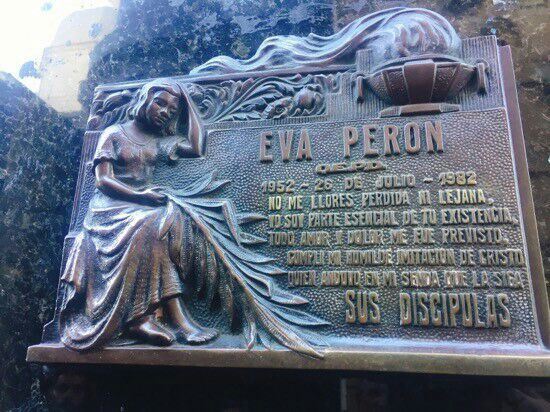 EVA PERON
Q.E.P.D.
1952 - 26 DE JULIO - 1982
NO ME LLORES PERDIDA NI LEJANA,
YO SOY PARTE ESENCIAL DE TU EXISTENCIA,
TODO AMOR Y DOLOR ME FUE PREVISTO,
CUMPLI MI HUMILDE IMITACION DE CRISTO
QUIEN ANDUVO EN MI SENDA QUE LA SIGA
SUS DISCIPULAS